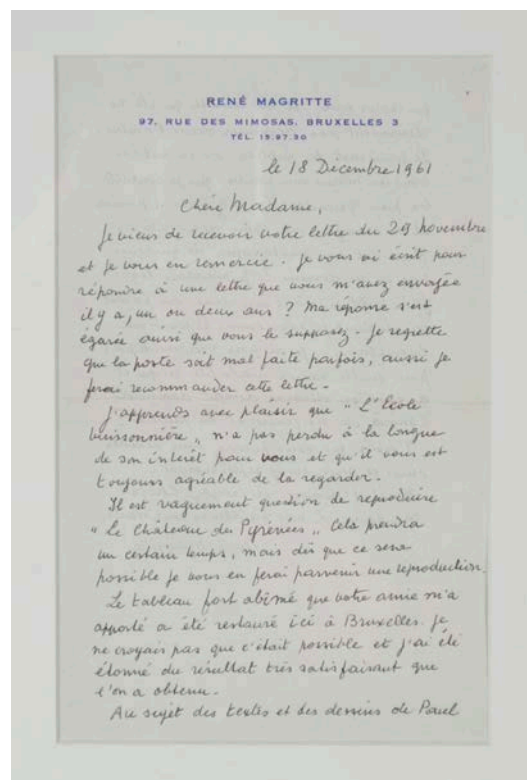 RENÉ MAGRITTE
97, RUE DES MIMOSAS, BRUXELLES 3
TÉL. 15.97.30
le 18 Décembre 1961
Chère Madame,
Je viens de recevoir votre lettre du 29 novembre
et je vous en remercie. Je vous ai écrit pour
répondre à une lettre que vous m'avez envoyée
il y a, un ou deux ans ? Ma réponse s'est
égarée ainsi que vous le supposez. Je regrette
que la poste soit mal faite parfois, aussi je
ferai recommander cette lettre.
J'apprends avec plaisir que "L'Ecole
buissonnière" n'a pas perdu à la longue
de son intérêt pour vous et qu'il vous est
toujours agréable de la regarder.
Il est vaguement question de reproduire
"Le Château des Pyrénées". Cela prendra
un certain temps, mais dès que ce sera
possible je vous en ferai parvenir une reproduction.
Le tableau fort abîmé que votre amie m'a
apporté a été restauré ici à Bruxelles. Je
ne croyais pas que c'était possible et j'ai été
étonné du résultat très satisfaisant que
l'on a obtenu.
Au sujet des textes et des dessins de Paul